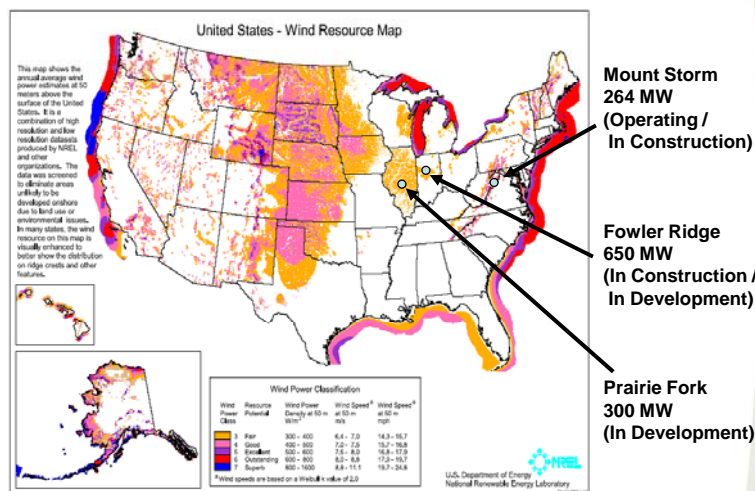 United States - Wind Resource Map
This map shows the
annual average wind
power estimates at 50
meters above the
surface of the United
States. It is a
combination of high
resolution and low
resolution datasets
produced by NREL
and other
organizations. The
data was screened
to eliminate areas
unlikely to be
developed onshore
due to land use or
environmental issues.
In many states, the wind
resource on this map is
visually enhanced to
better show the distribution
on ridge crests and other
features.
Mount Storm
264 MW
(Operating /
In Construction)
Fowler Ridge
650 MW
(In Construction /
In Development)
Prairie Fork
300 MW
(In Development)
Wind Power Classification
Wind Power Class Resource Potential Wind Power Density at 50 m W/m² Wind Speed ª at 50 m m/s Wind Speed ª at 50 m mph
3 Fair 300 - 400 6.4 - 7.0 14.3 - 15.7
4 Good 400 - 500 7.0 - 7.5 15.7 - 16.8
5 Excellent 500 - 600 7.5 - 8.0 16.8 - 17.9
6 Outstanding 600 - 800 8.0 - 8.8 17.9 - 19.7
7 Superb 800 - 1600 8.8 - 11.1 19.7 - 24.8
ª Wind speeds are based on a Weibull k value of 2.0
NREL
U.S. Department of Energy
National Renewable Energy Laboratory